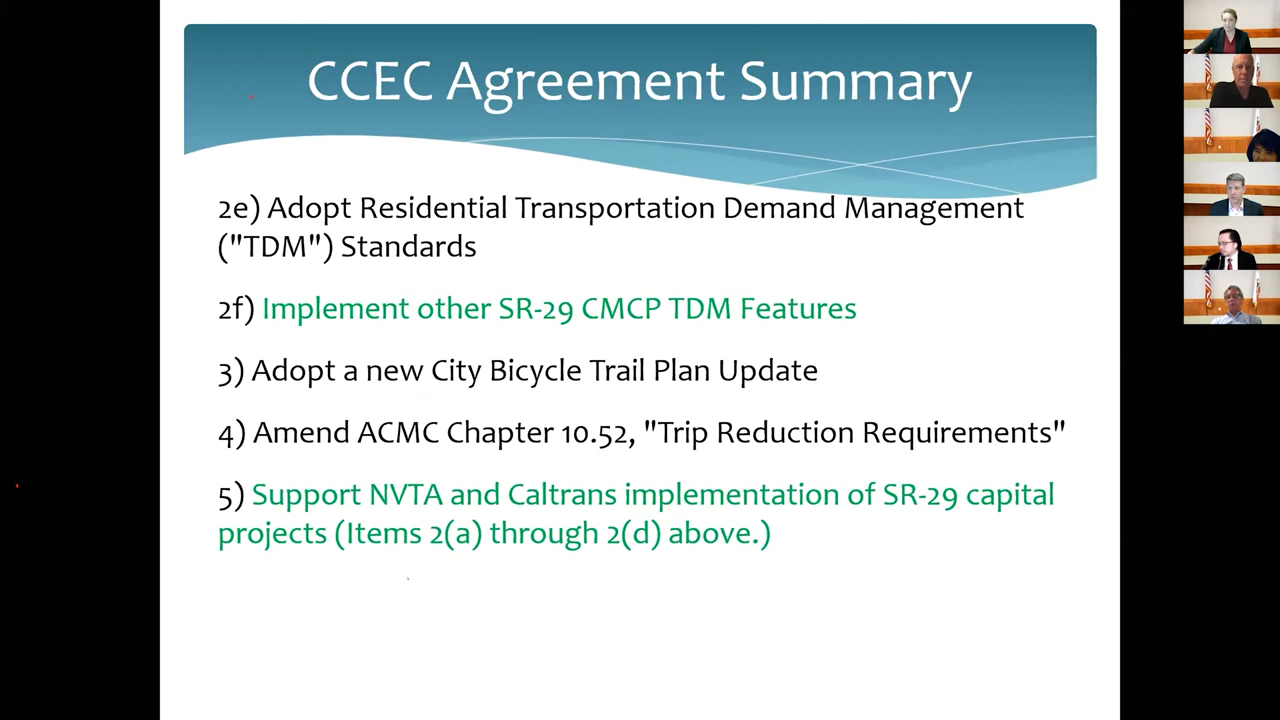 CCEC Agreement Summary
2e) Adopt Residential Transportation Demand Management
("TDM") Standards
2f) Implement other SR-29 CMCP TDM Features
3) Adopt a new City Bicycle Trail Plan Update
4) Amend ACMC Chapter 10.52, "Trip Reduction Requirements"
5) Support NVTA and Caltrans implementation of SR-29 capital
projects (Items 2(a) through 2(d) above.)